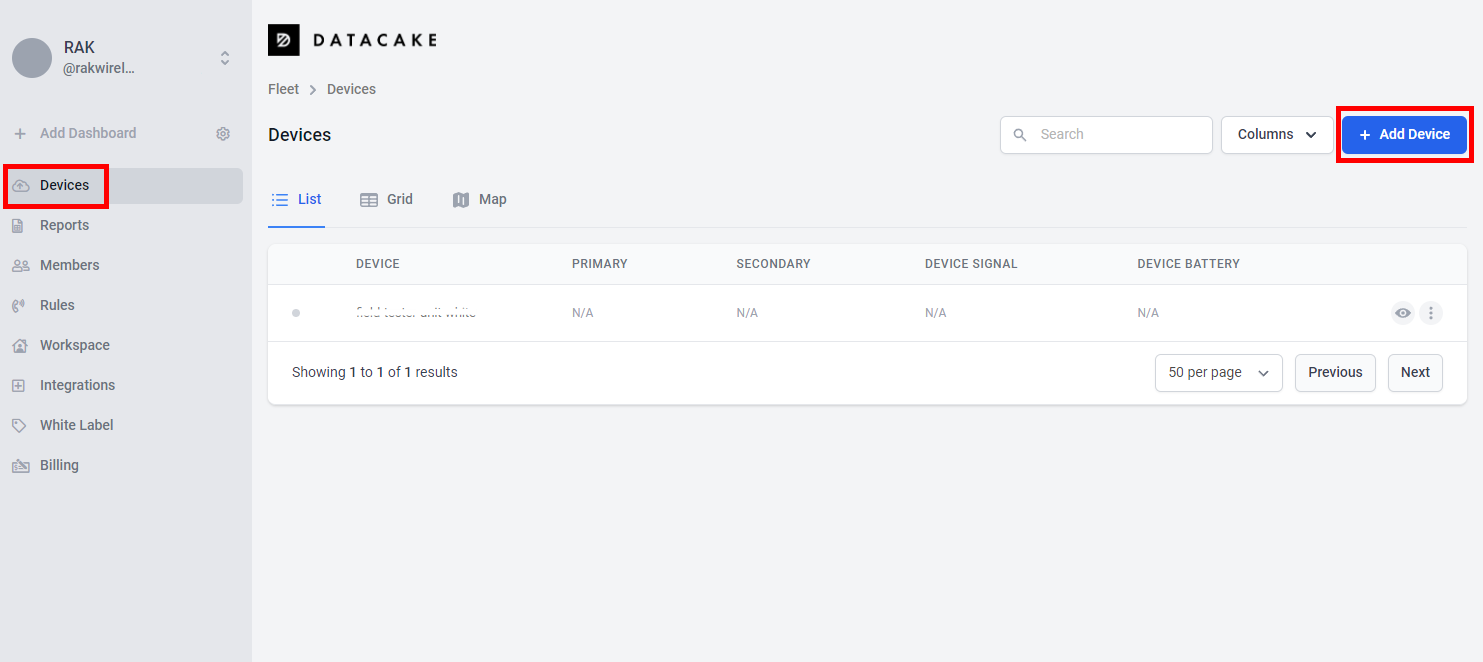 RAK
@rakwirel...
Add Dashboard
Devices
Reports
Members
Rules
Workspace
Integrations
White Label
Billing
DATACAKE
Fleet > Devices
Devices
Search
Columns
+ Add Device
List Grid Map
DEVICE PRIMARY SECONDARY DEVICE SIGNAL DEVICE BATTERY
N/A N/A N/A N/A
Showing 1 to 1 of 1 results
50 per page
Previous
Next